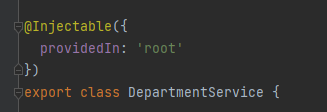 @Injectable({
  providedIn: 'root'
})
export class DepartmentService {